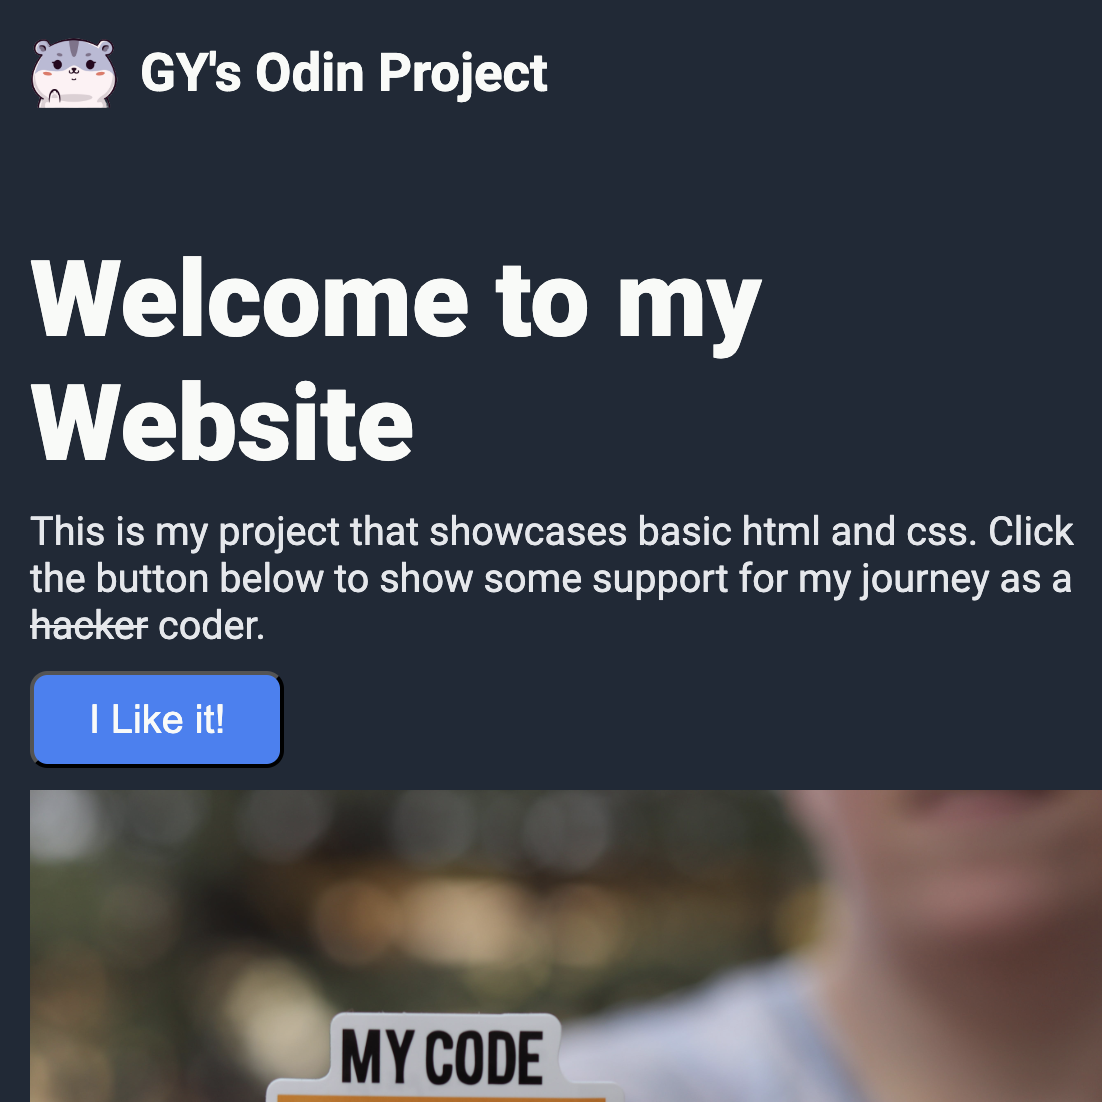 GY's Odin Project
Welcome to my
Website
This is my project that showcases basic html and css. Click
the button below to show some support for my journey as a
hacker coder.
I Like it!
MY CODE